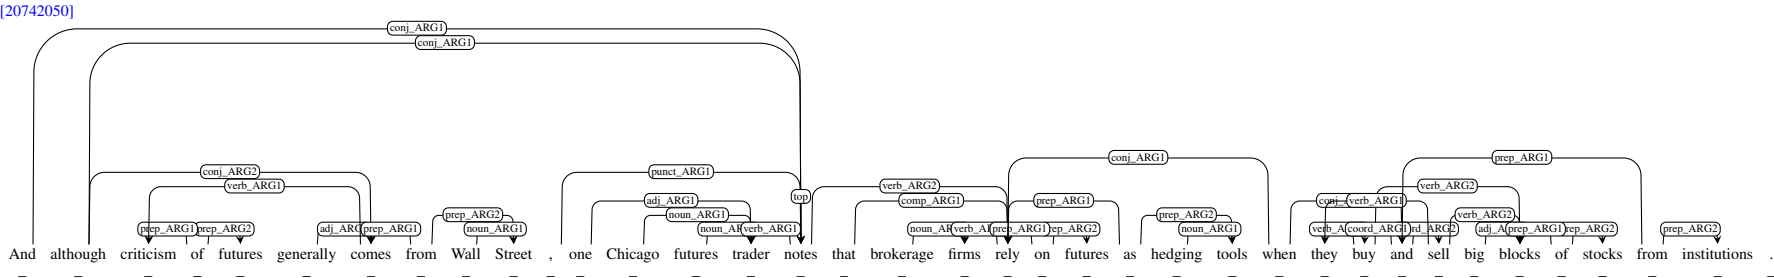 [20742050]
conj_ARG1
conj_ARG1
conj_ARG1 prep_ARG1
conj_ARG2 punct_ARG1
verb_ARG1 verb_ARG2 verb_ARG2
top
adj_ARG1 comp_ARG1 prep_ARG1 verb_ARG1
prep_ARG2 noun_ARG1 prep_ARG2 verb_ARG2
prep_ARG1 prep_ARG2 prep_ARG1 noun_ARG1 verb_ARG1 prep_ARG1 noun_ARG1 coord_ARG1 prep_ARG1 prep_ARG2
And although criticism of futures generally comes from Wall Street , one Chicago futures trader notes that brokerage firms rely on futures as hedging tools when they buy and sell big blocks of stocks from institutions .